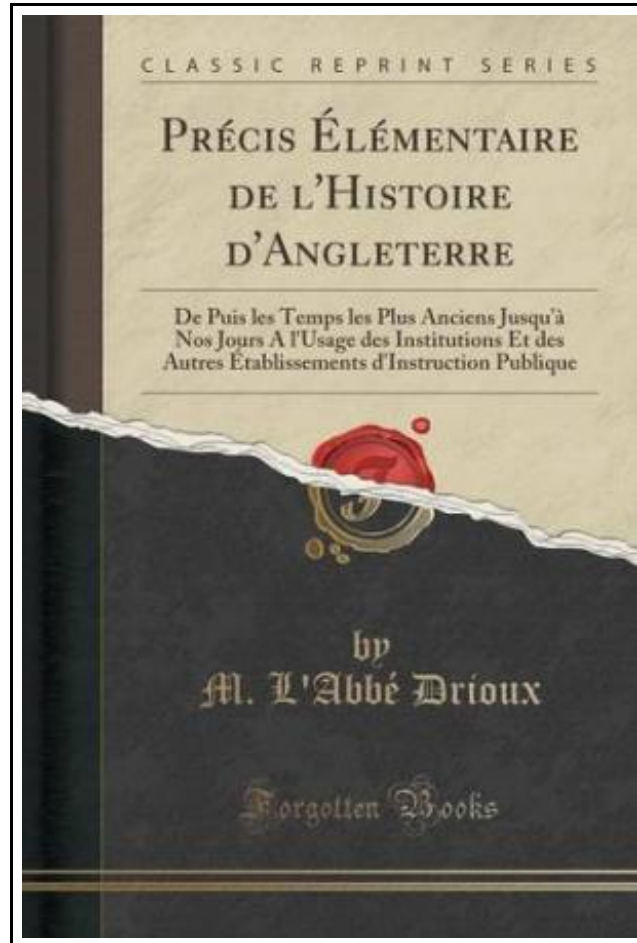 CLASSIC REPRINT SERIES
PRÉCIS ÉLÉMENTAIRE
DE L'HISTOIRE
D'ANGLETERRE
De Puis les Temps les Plus Anciens Jusqu'à
Nos Jours A l'Usage des Institutions Et des
Autres Établissements d'Instruction Publique
by
M. L'Abbé Drioux
Forgotten Books